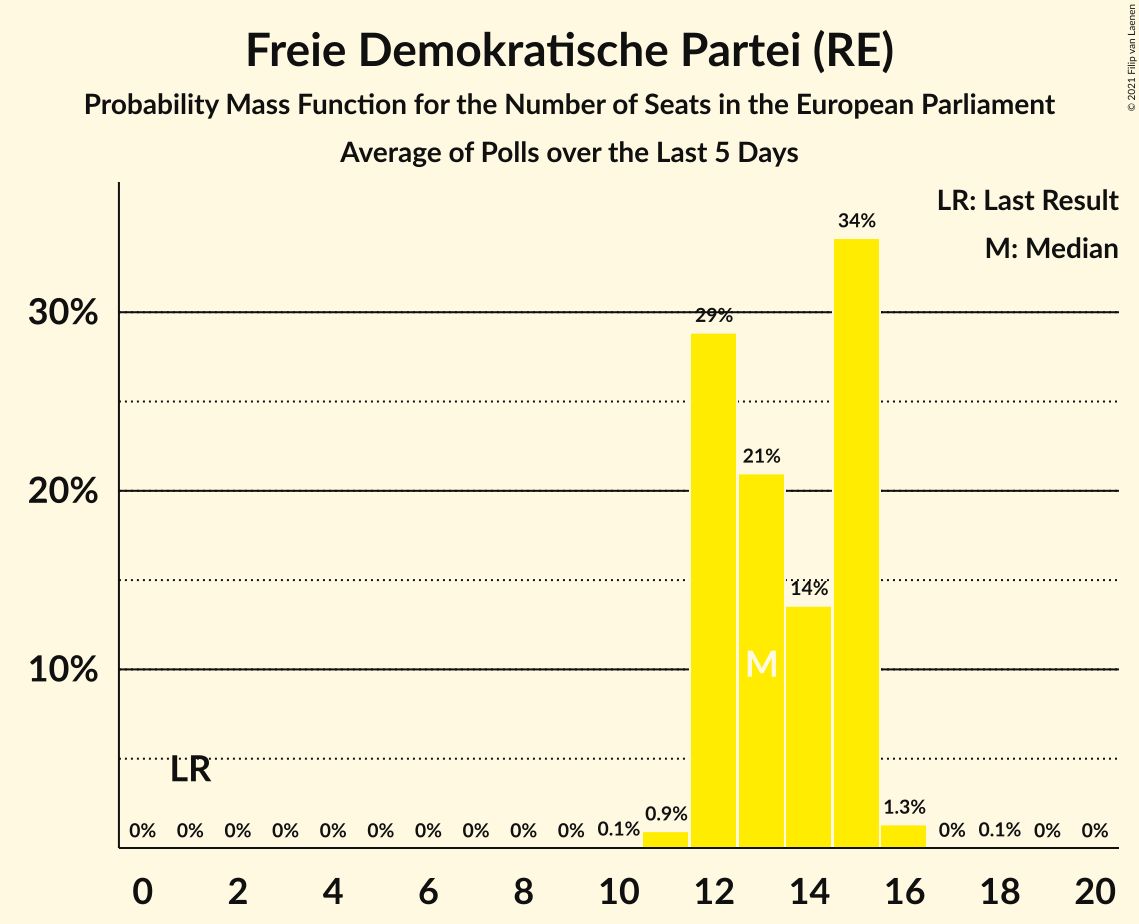 Freie Demokratische Partei (RE)
Probability Mass Function for the Number of Seats in the European Parliament
Average of Polls over the Last 5 Days
© 2021 Filip van Laenen
LR: Last Result
M: Median
34%
30%
29%
21%
20%
14%
10%
M
LR
0% 0% 0% 0% 0% 0% 0% 0% 0% 0% 0.1% 0.9% 1.3% 0% 0.1% 0% 0%
0 2 4 6 8 10 12 14 16 18 20